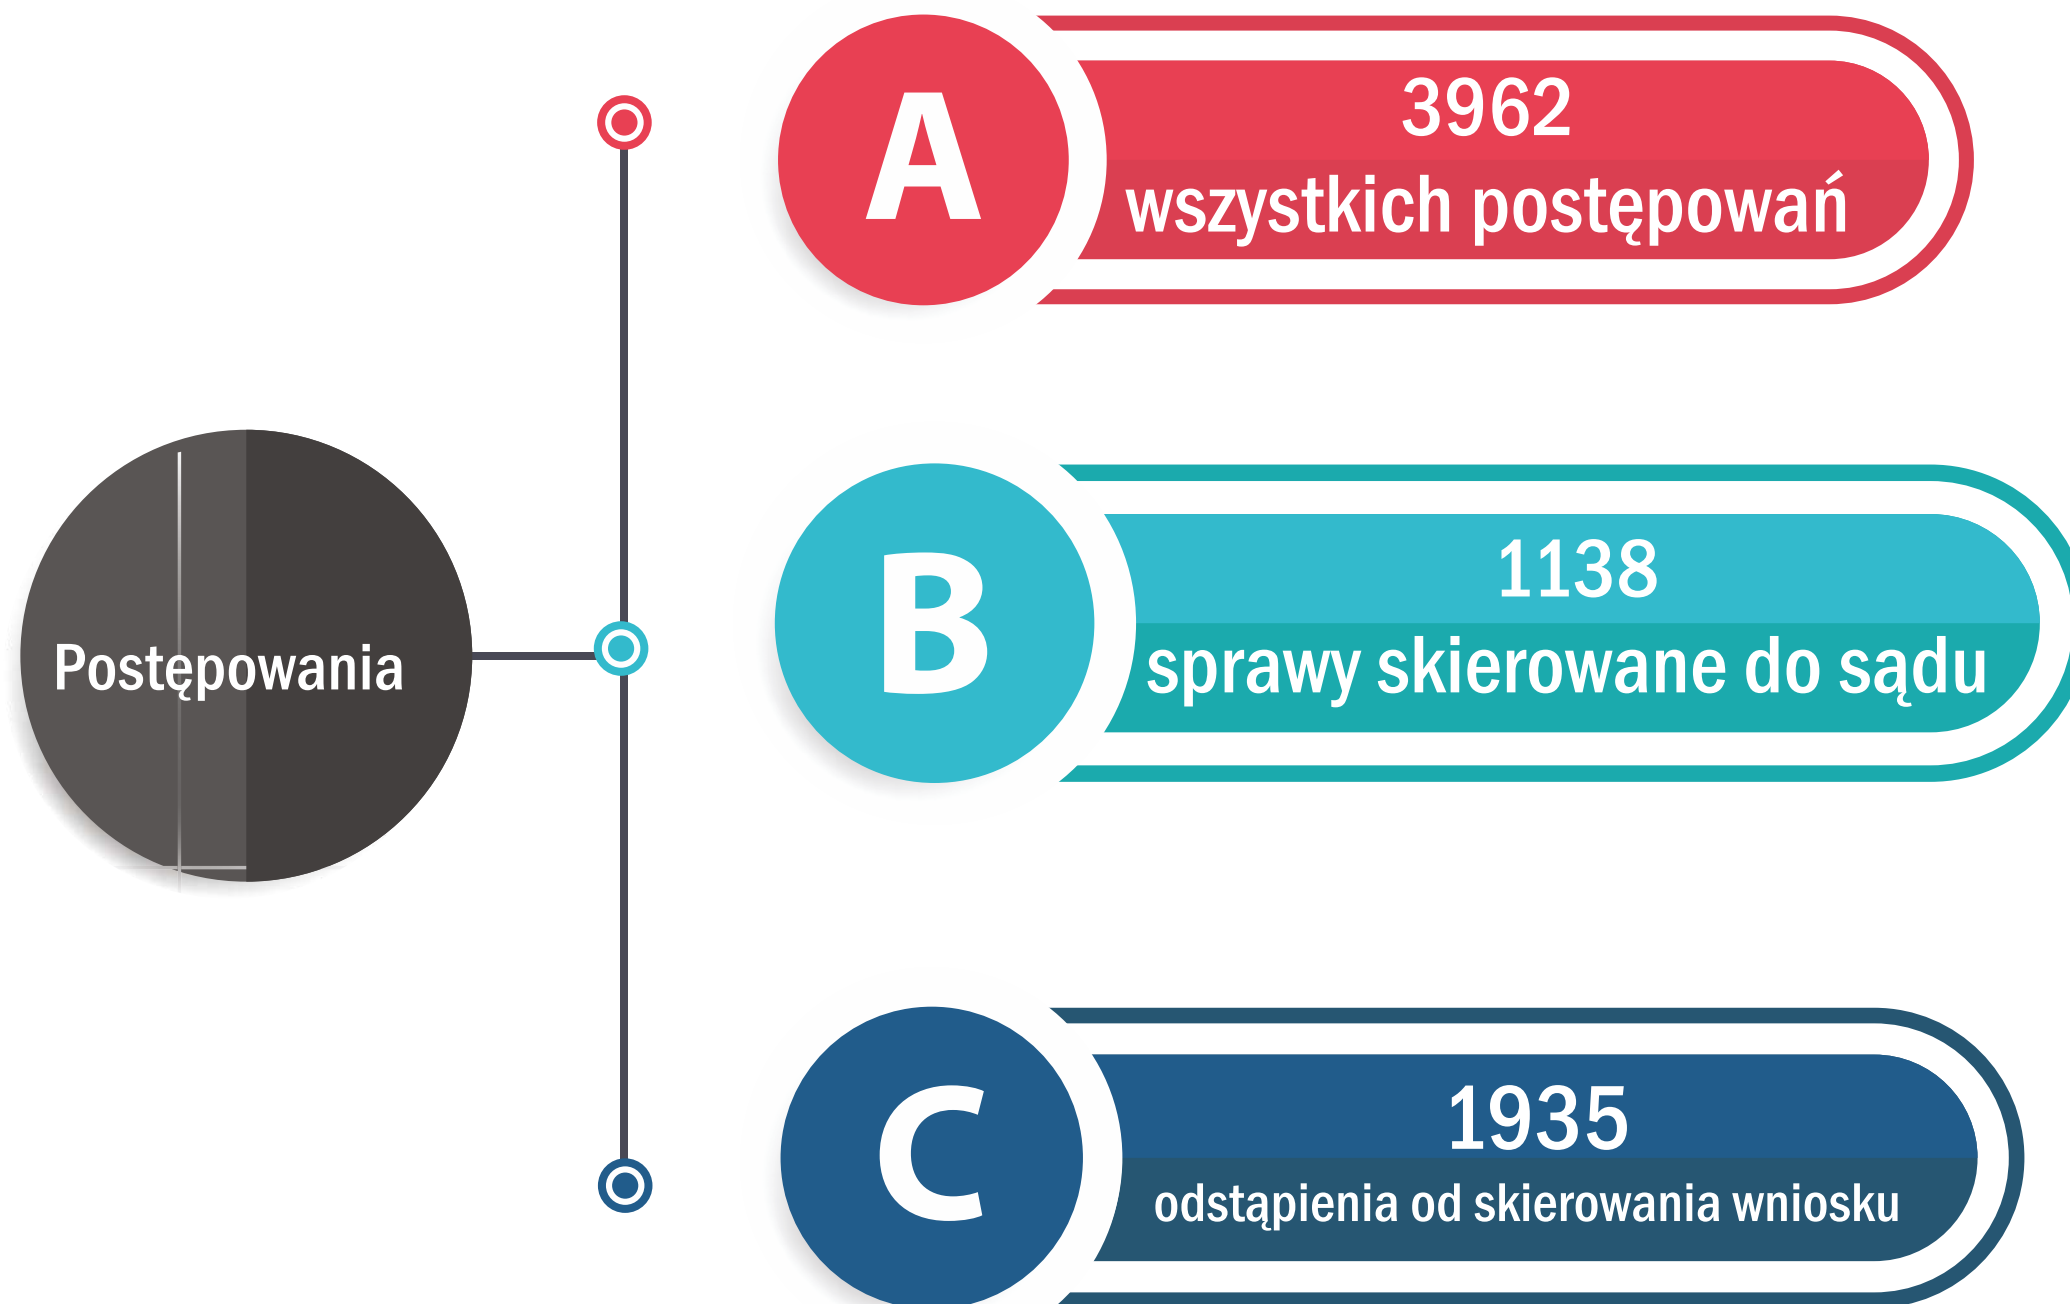 A
3962
wszystkich postępowań
Postępowania
B
1138
sprawy skierowane do sądu
C
1935
odstąpienia od skierowania wniosku